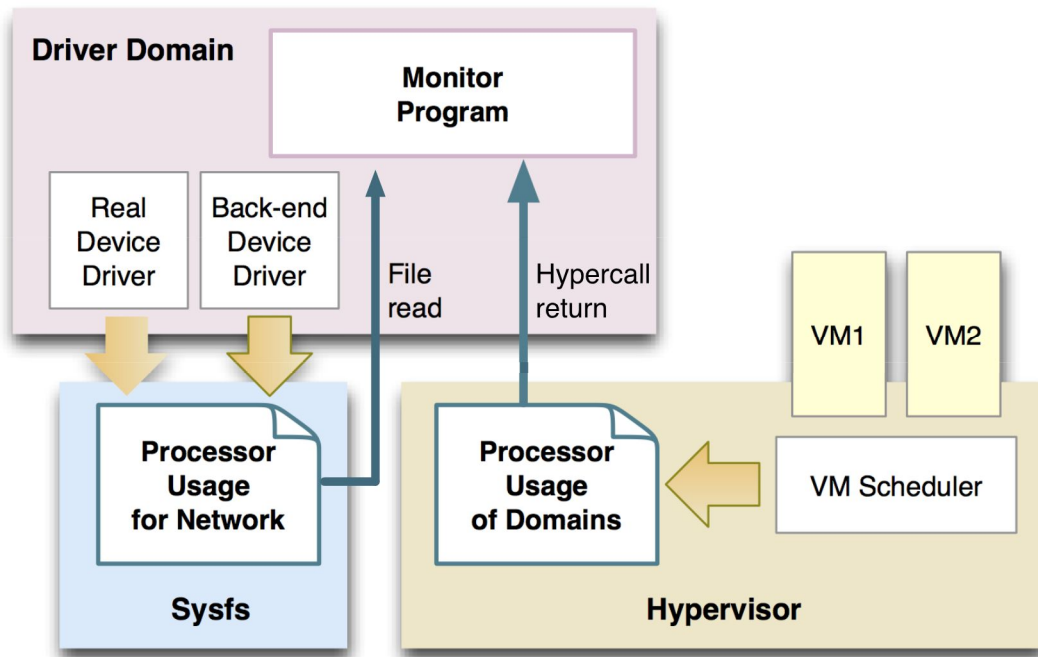 Driver Domain
Monitor
Program
Real
Device
Driver
Back-end
Device
Driver
File
read
Hypercall
return
VM1
VM2
Processor
Usage
for Network
Processor
Usage
of Domains
VM Scheduler
Sysfs
Hypervisor